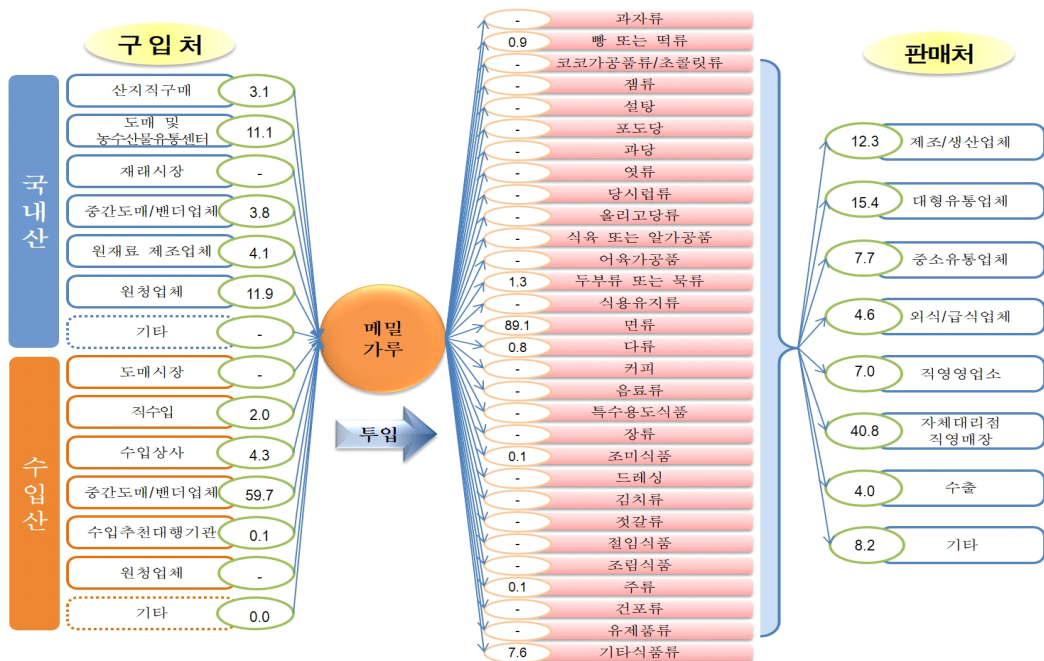 구입처
국내산
산지직구매
3.1
도매 및
농수산물유통센터
11.1
재래시장
-
중간도매/밴더업체
3.8
원재료 제조업체
4.1
원청업체
11.9
기타
-
수입산
도매시장
-
직수입
2.0
수입상사
4.3
중간도매/밴더업체
59.7
수입추천대행기관
0.1
원청업체
-
기타
0.0
메밀
가루
투입
-
과자류
0.9
빵 또는 떡류
-
코코가공품류/초콜릿류
-
잼류
-
설탕
-
포도당
-
과당
-
엿류
-
당시럽류
-
올리고당류
-
식육 또는 알가공품
-
어육가공품
1.3
두부류 또는 묵류
-
식용유지류
89.1
면류
0.8
다류
-
커피
-
음료류
-
특수용도식품
-
장류
0.1
조미식품
-
드레싱
-
김치류
-
젓갈류
-
절임식품
-
조림식품
0.1
주류
-
건포류
-
유제품류
7.6
기타식품류
판매처
12.3
제조/생산업체
15.4
대형유통업체
7.7
중소유통업체
4.6
외식/급식업체
7.0
직영영업소
40.8
자체대리점
직영매장
4.0
수출
8.2
기타